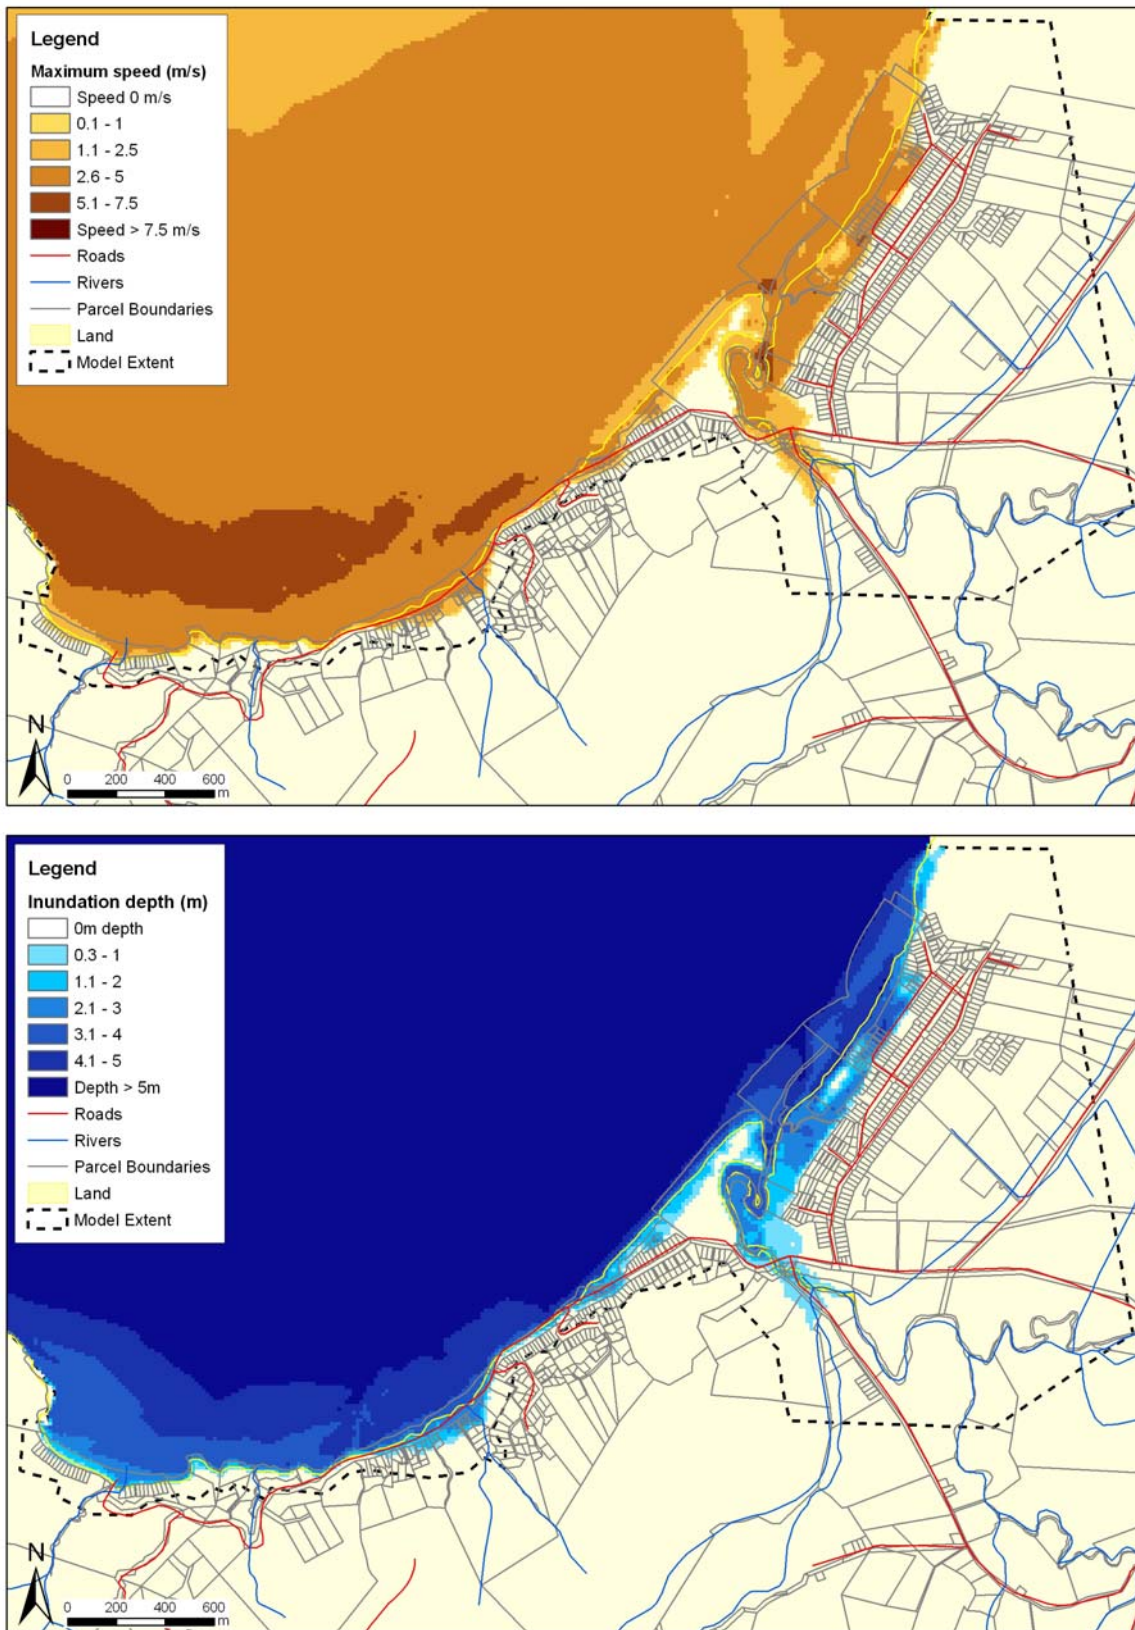 Legend
Maximum speed (m/s)
Speed 0 m/s
0.1 - 1
1.1 - 2.5
2.6 - 5
5.1 - 7.5
Speed > 7.5 m/s
Roads
Rivers
Parcel Boundaries
Land
Model Extent
N
0 200 400 600
m
Legend
Inundation depth (m)
0m depth
0.3 - 1
1.1 - 2
2.1 - 3
3.1 - 4
4.1 - 5
Depth > 5m
Roads
Rivers
Parcel Boundaries
Land
Model Extent
N
0 200 400 600
m